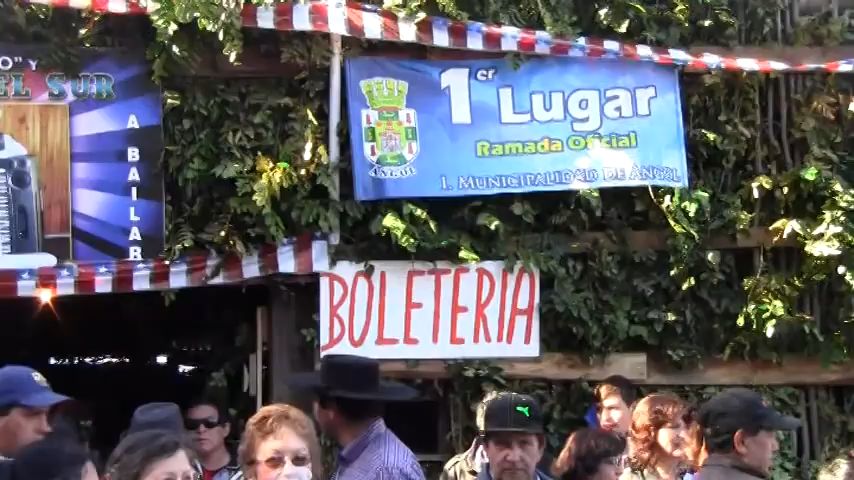 O" Y
EL SUR
A BAILAR
1er Lugar
Ramada Oficial
I. MUNICIPALIDAD DE ANGOL
ANGOL
BOLETERIA